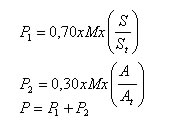 P₁ = 0,70xMx(S/Sₜ)
P₂ = 0,30xMx(A/Aₜ)
P = P₁ + P₂